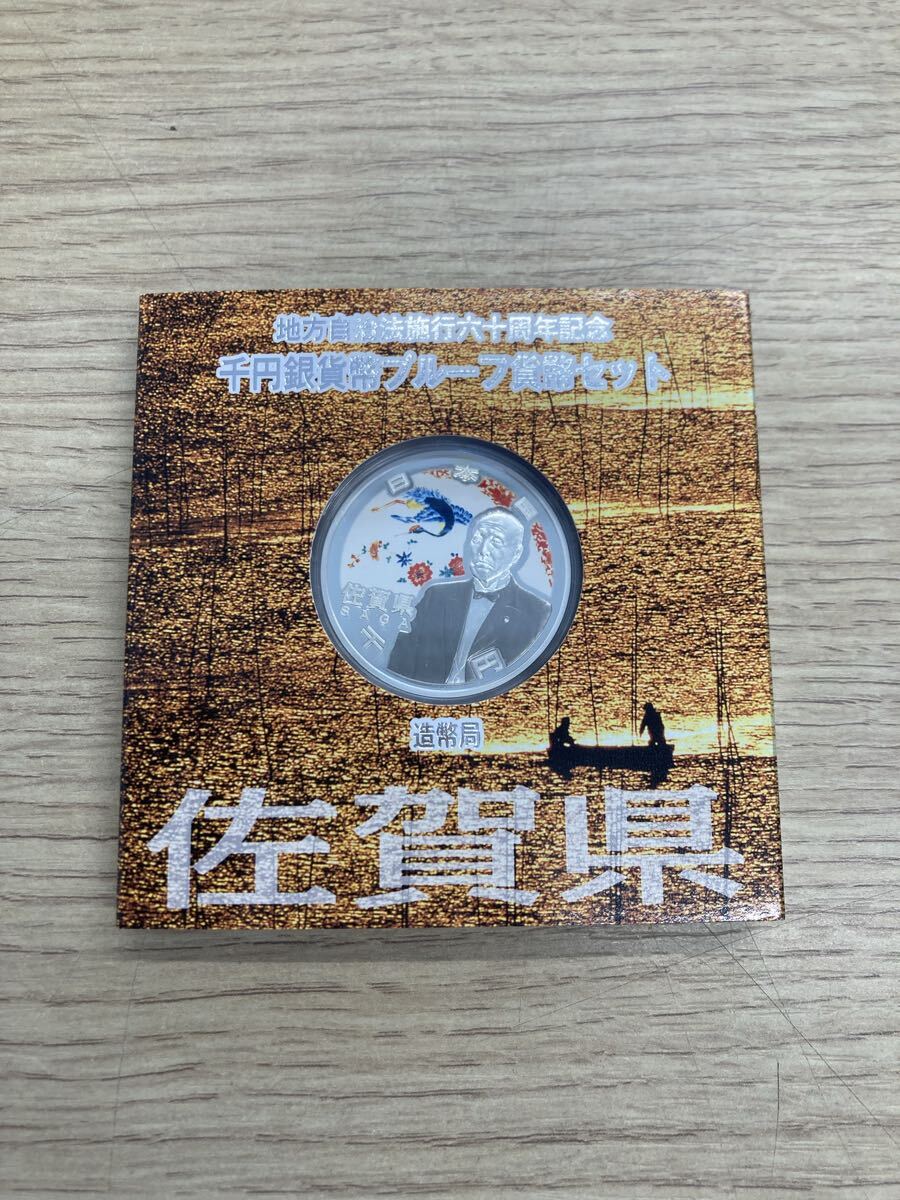 地方自治法施行六十周年記念
千円銀貨幣プルーフ貨幣セット
日本国
佐賀県
SAGA
千円
造幣局
佐賀県